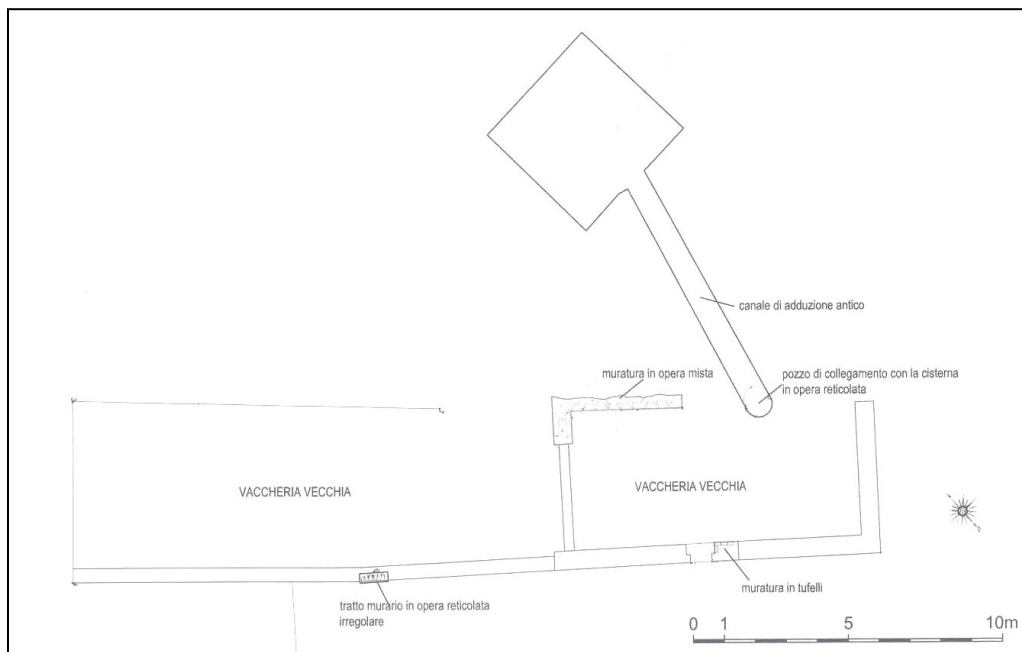 canale di adduzione antico
muratura in opera mista
pozzo di collegamento con la cisterna
in opera reticolata
VACCHERIA VECCHIA
VACCHERIA VECCHIA
tratto murario in opera reticolata
irregolare
muratura in tufelli
0 1 5 10m